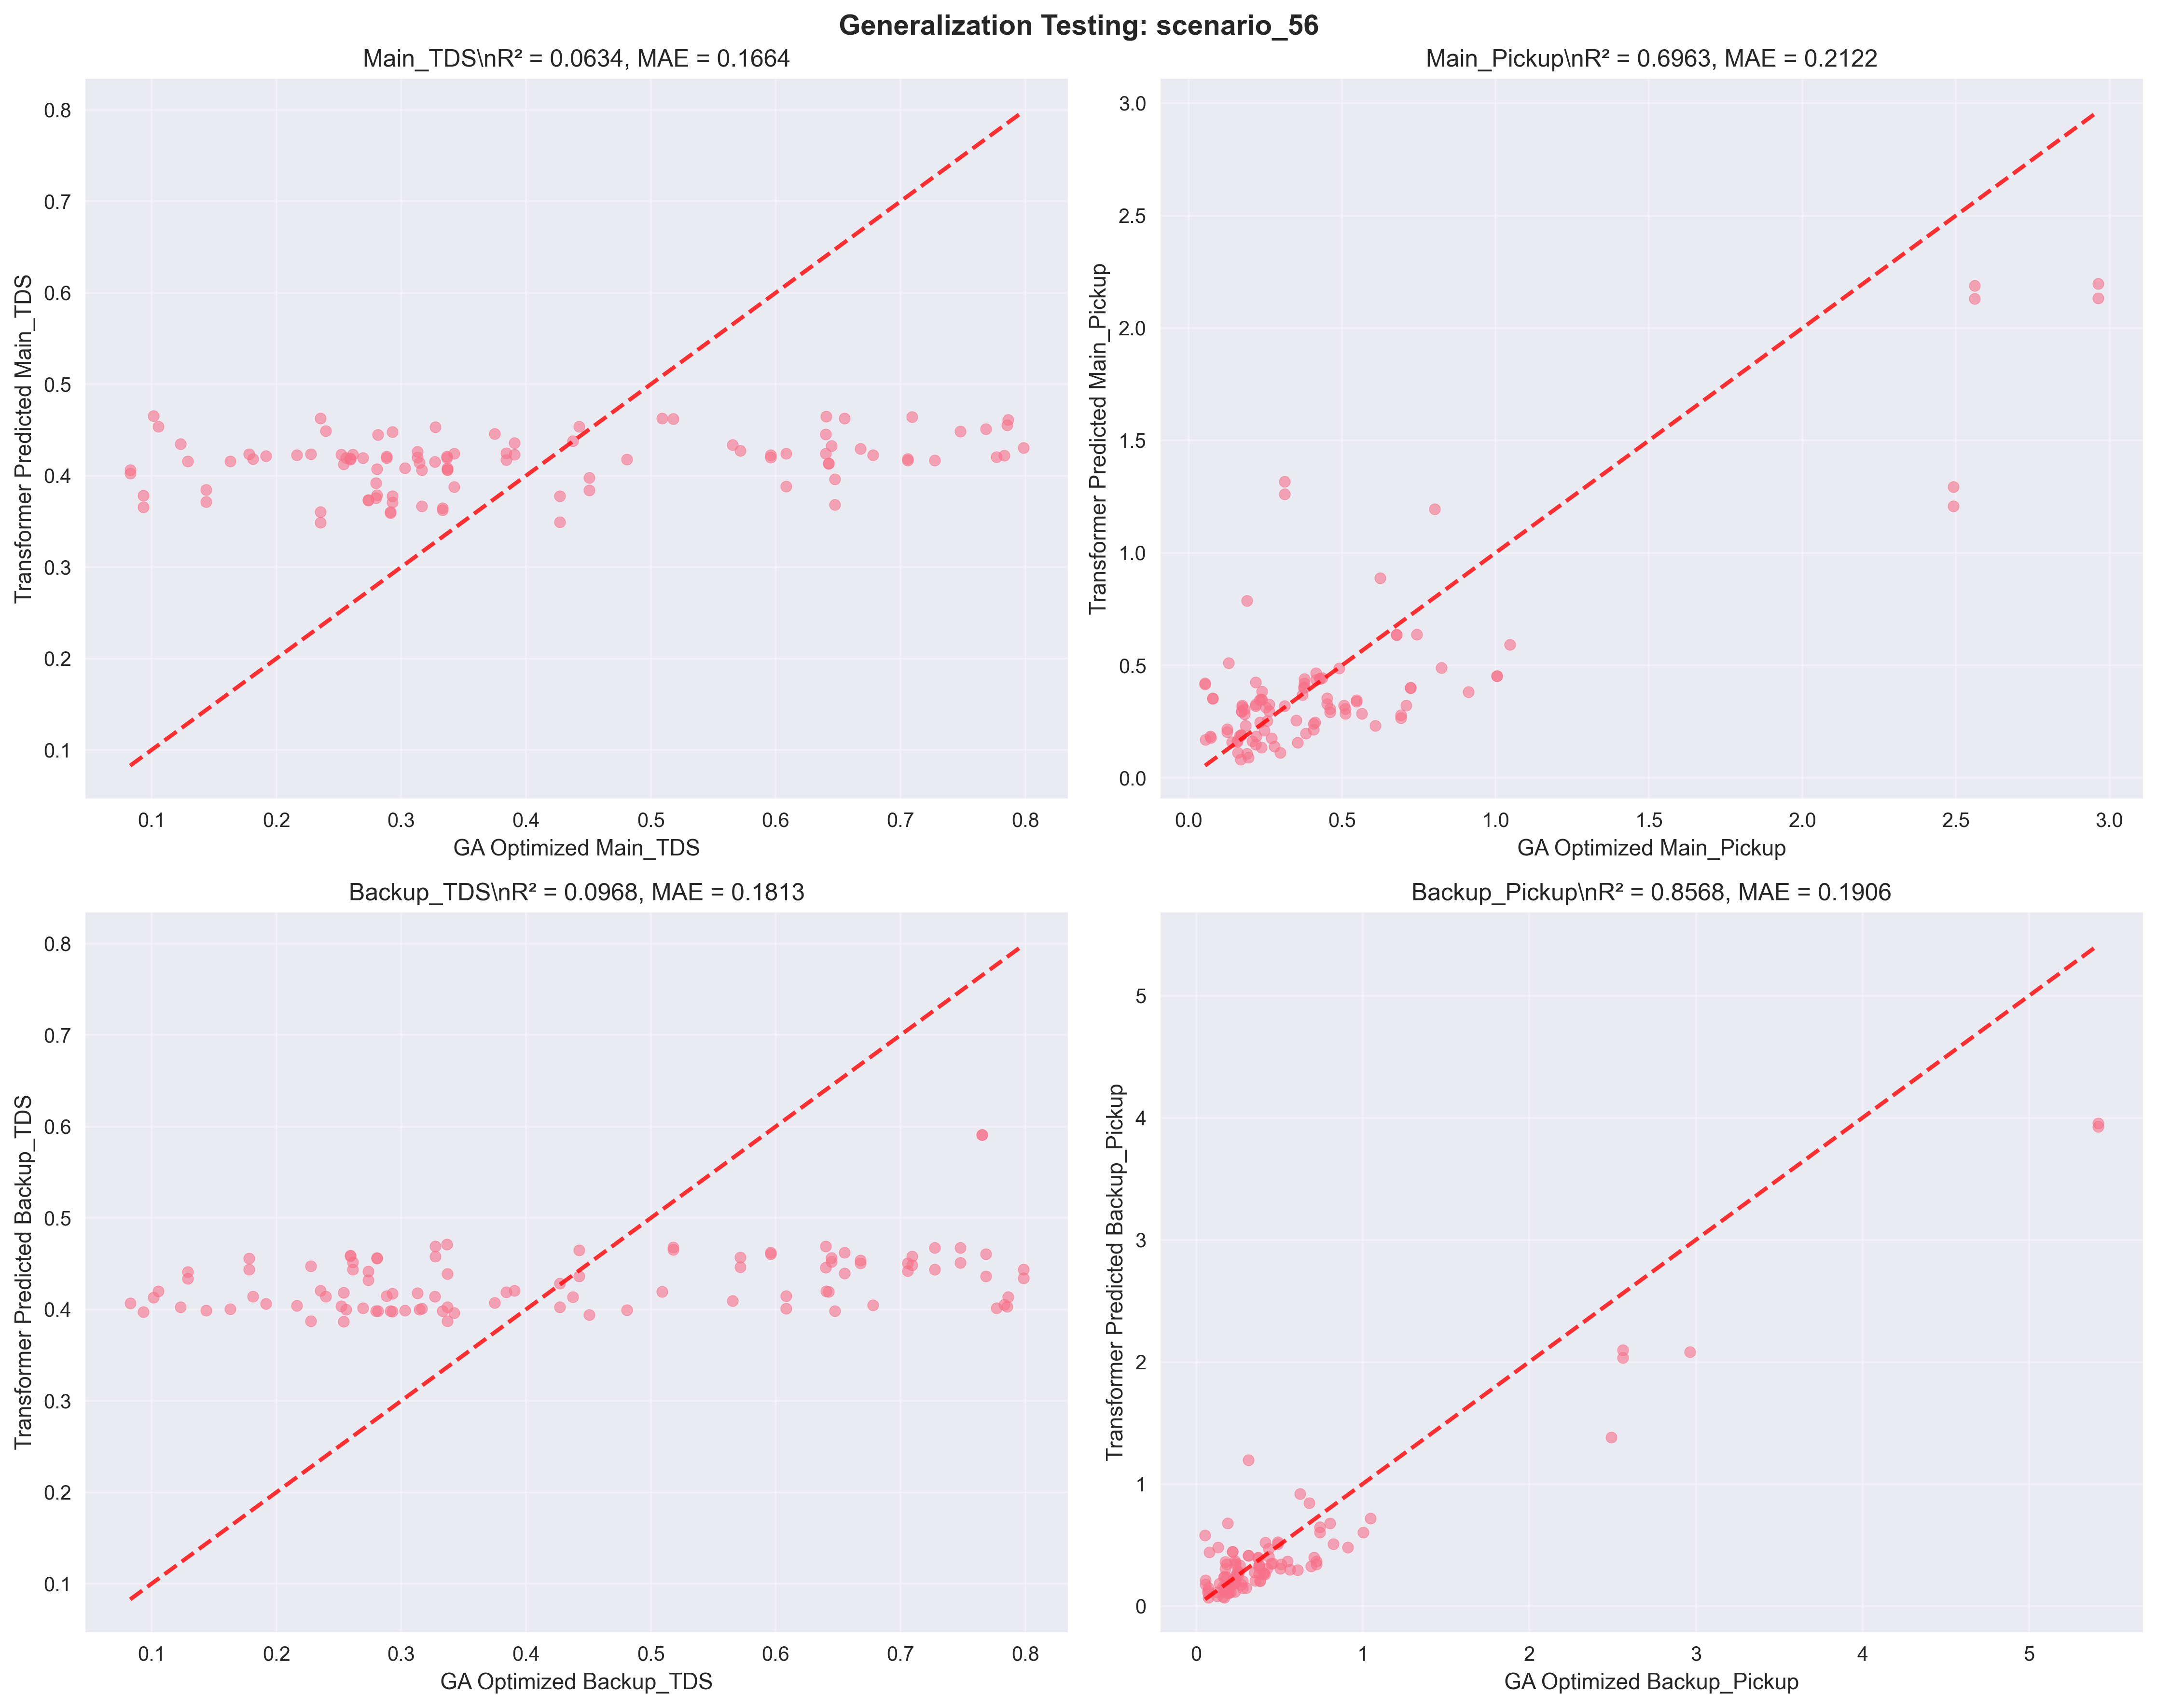 Generalization Testing: scenario_56
Main_TDS\nR² = 0.0634, MAE = 0.1664
Transformer Predicted Main_TDS
0.8
0.7
0.6
0.5
0.4
0.3
0.2
0.1
0.1 0.2 0.3 0.4 0.5 0.6 0.7 0.8
GA Optimized Main_TDS
Main_Pickup\nR² = 0.6963, MAE = 0.2122
Transformer Predicted Main_Pickup
3.0
2.5
2.0
1.5
1.0
0.5
0.0
0.0 0.5 1.0 1.5 2.0 2.5 3.0
GA Optimized Main_Pickup
Backup_TDS\nR² = 0.0968, MAE = 0.1813
Transformer Predicted Backup_TDS
0.8
0.7
0.6
0.5
0.4
0.3
0.2
0.1
0.1 0.2 0.3 0.4 0.5 0.6 0.7 0.8
GA Optimized Backup_TDS
Backup_Pickup\nR² = 0.8568, MAE = 0.1906
Transformer Predicted Backup_Pickup
5
4
3
2
1
0
0 1 2 3 4 5
GA Optimized Backup_Pickup